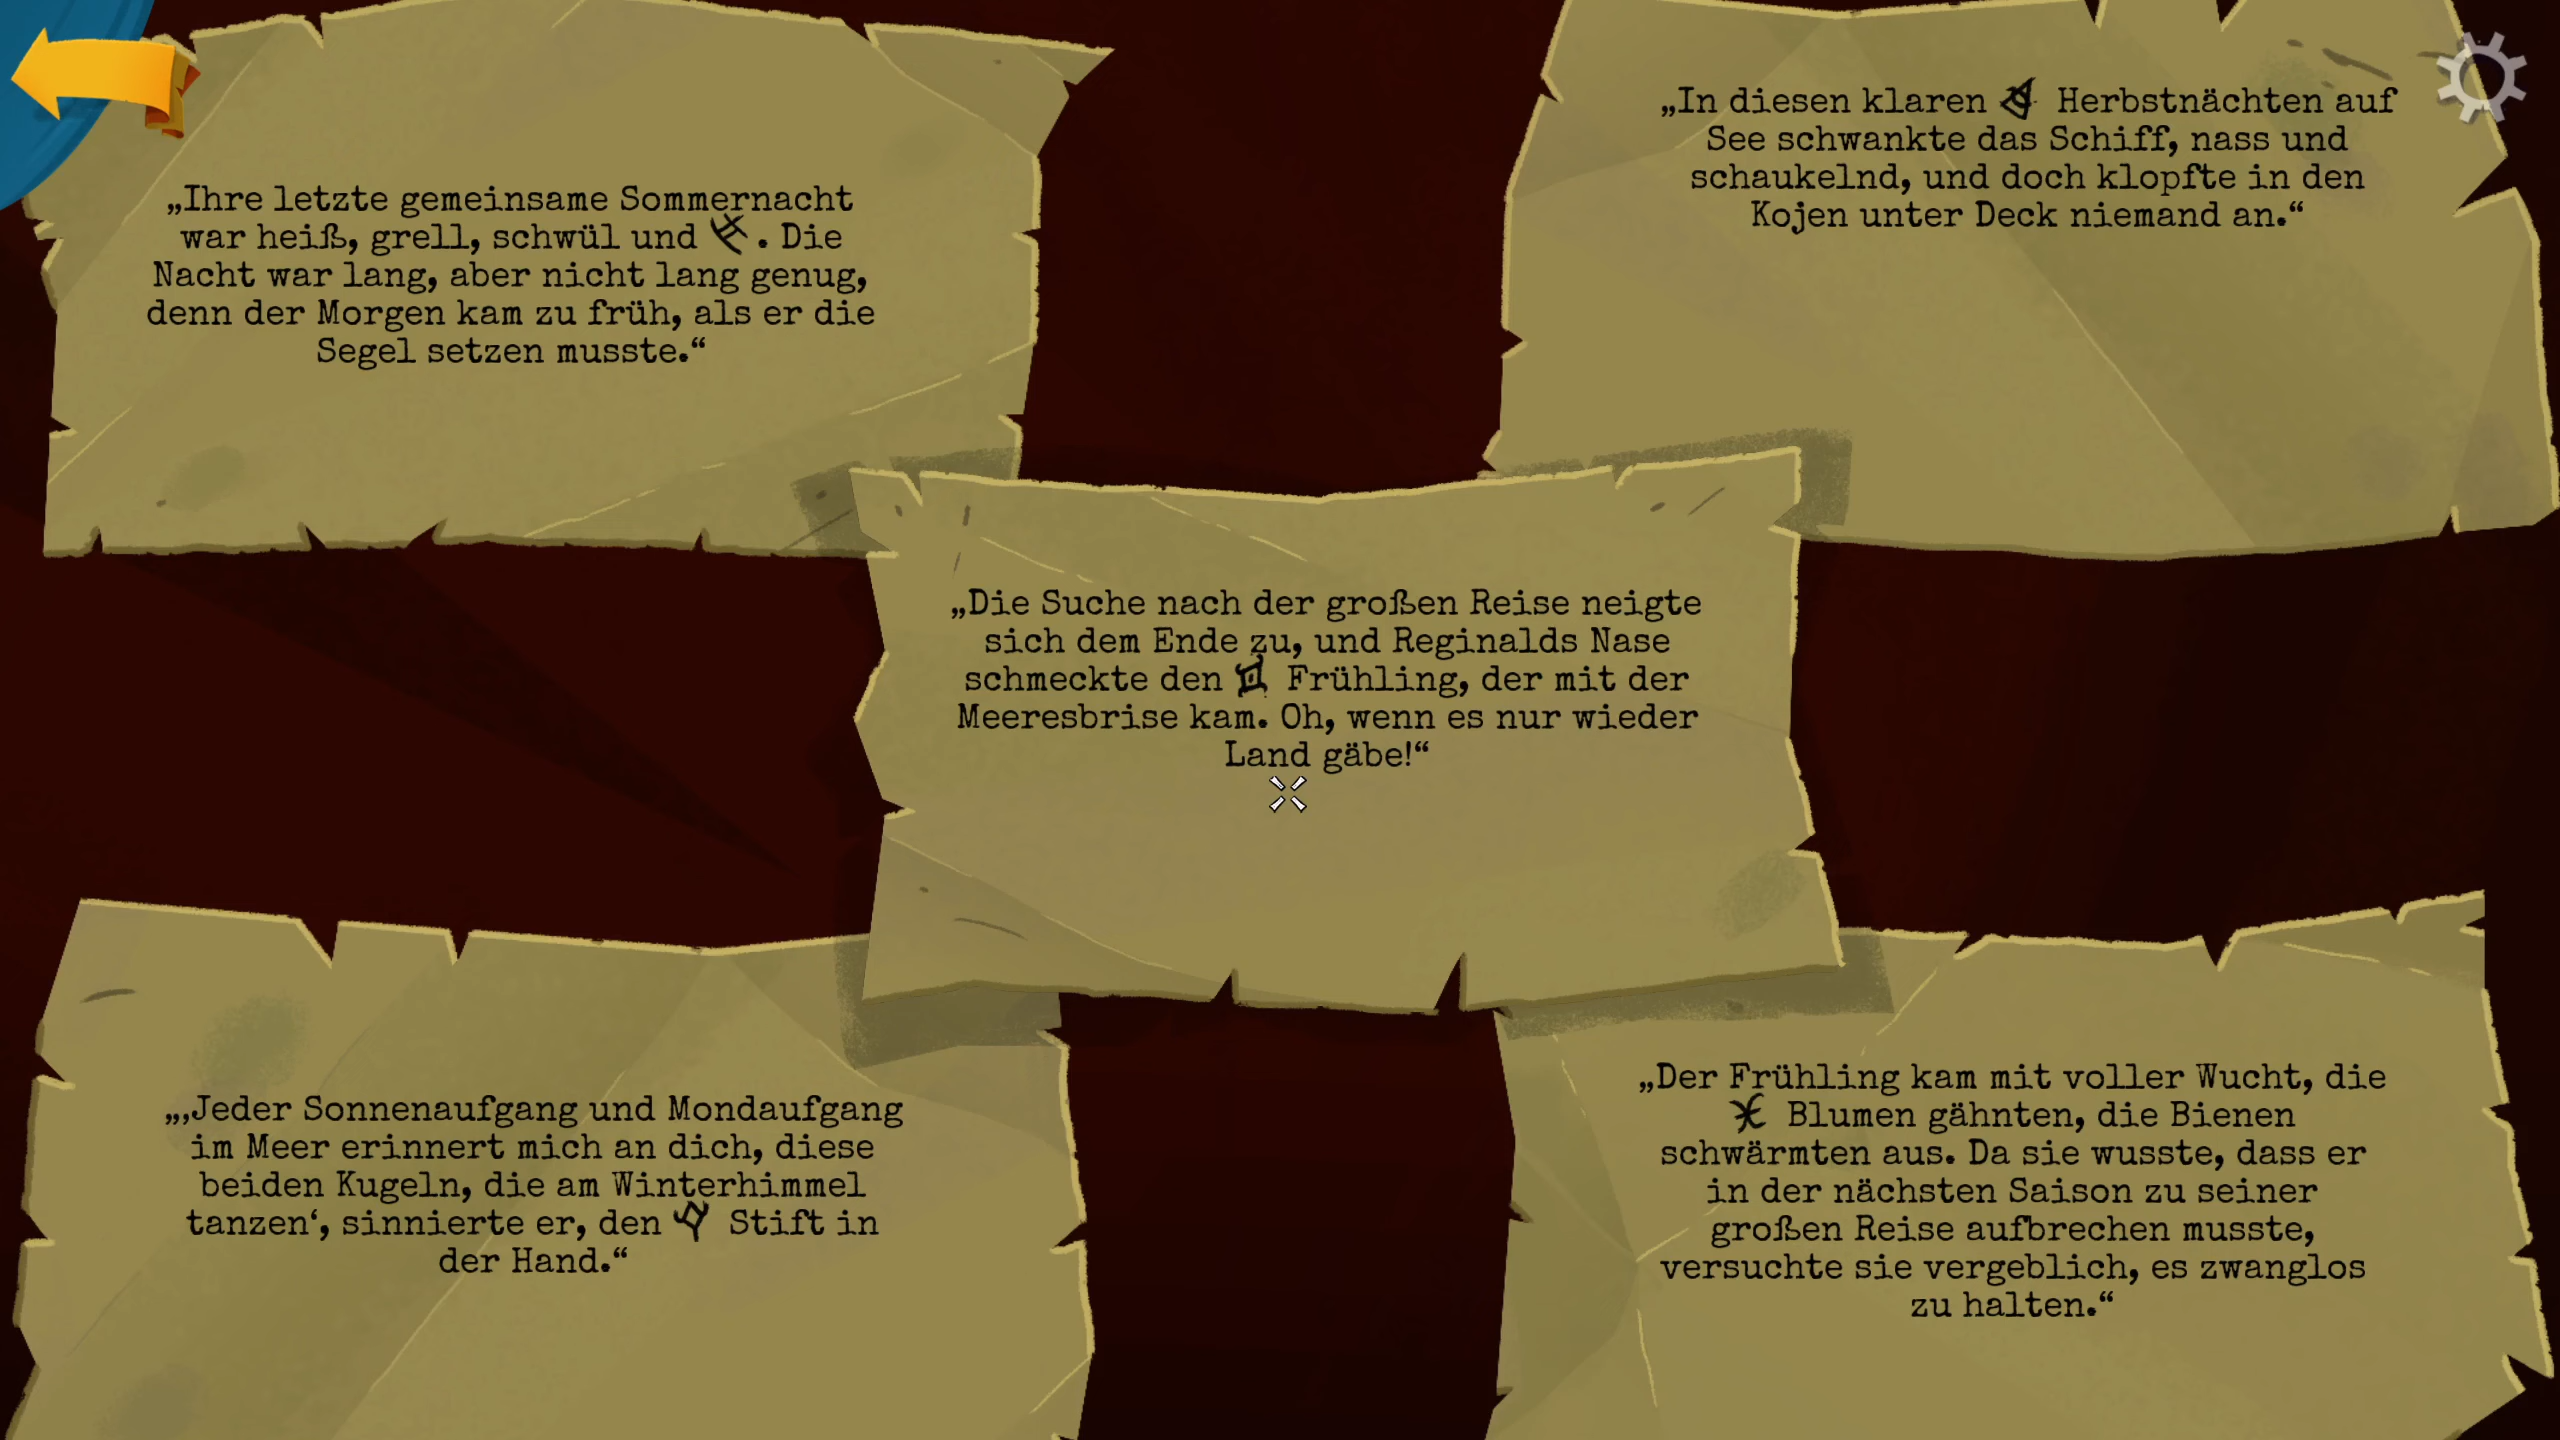 „Ihre letzte gemeinsame Sommernacht
war heiß, grell, schwül und . Die
Nacht war lang, aber nicht lang genug,
denn der Morgen kam zu früh, als er die
Segel setzen musste.“
„In diesen klaren Herbstnächten auf
See schwankte das Schiff, nass und
schaukelnd, und doch klopfte in den
Kojen unter Deck niemand an.“
„Die Suche nach der großen Reise neigte
sich dem Ende zu, und Reginalds Nase
schmeckte den Frühling, der mit der
Meeresbrise kam. Oh, wenn es nur wieder
Land gäbe!“
„‚Jeder Sonnenaufgang und Mondaufgang
im Meer erinnert mich an dich, diese
beiden Kugeln, die am Winterhimmel
tanzen‘, sinnierte er, den Stift in
der Hand.“
„Der Frühling kam mit voller Wucht, die
Blumen gähnten, die Bienen
schwärmten aus. Da sie wusste, dass er
in der nächsten Saison zu seiner
großen Reise aufbrechen musste,
versuchte sie vergeblich, es zwanglos
zu halten.“